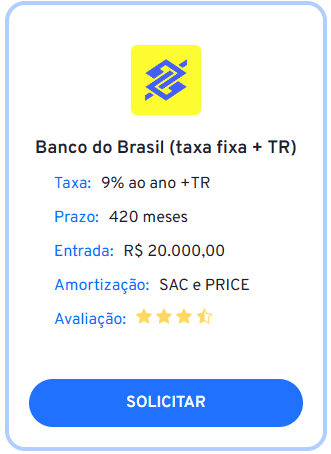 Banco do Brasil (taxa fixa + TR)
Taxa: 9% ao ano +TR
Prazo: 420 meses
Entrada: R$ 20.000,00
Amortização: SAC e PRICE
Avaliação:
SOLICITAR